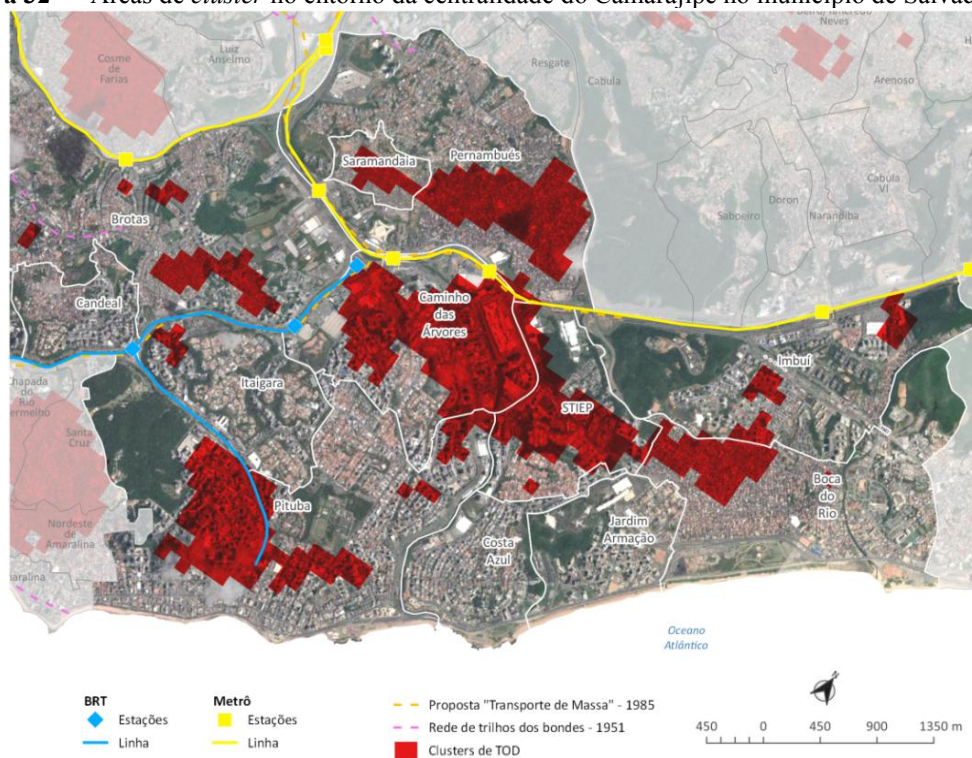 a 32 Áreas de cluster no entorno da centralidade do Camarajipe no município de Salvad
Neves
Luiz
Anselmo
Cosme
de
Farias
Resgate
Cabula
Arenoso
Saramandaia
Pernambués
Cabula
VI
Doron
Narandiba
Saboeiro
Brotas
Candeal
Caminho
das
Árvores
Imbuí
Itaigara
Chapada
do Rio
Vermelho
STIEP
Santa
Cruz
Pituba
Boca
do
Rio
Nordeste
de
Amaralina
Jardim
Armação
Costa
Azul
maralina
Oceano
Atlântico
BRT
Estações
Linha
Metrô
Estações
Linha
Proposta "Transporte de Massa" - 1985
Rede de trilhos dos bondes - 1951
Clusters de TOD
450 0 450 900 1350 m